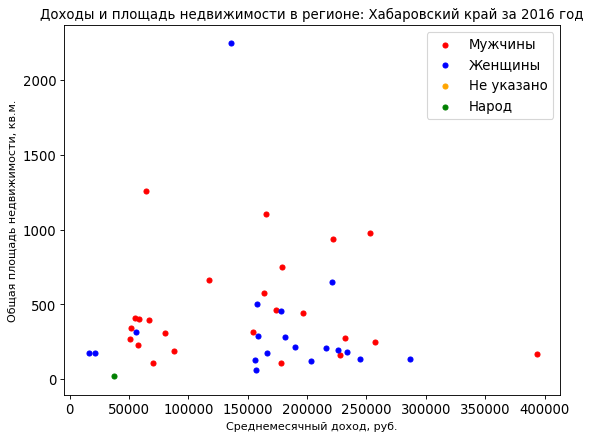 Доходы и площадь недвижимости в регионе: Хабаровский край за 2016 год
Мужчины
Женщины
Не указано
Народ
Общая площадь недвижимости, кв.м.
2000
1500
1000
500
0
0 50000 100000 150000 200000 250000 300000 350000 400000
Среднемесячный доход, руб.